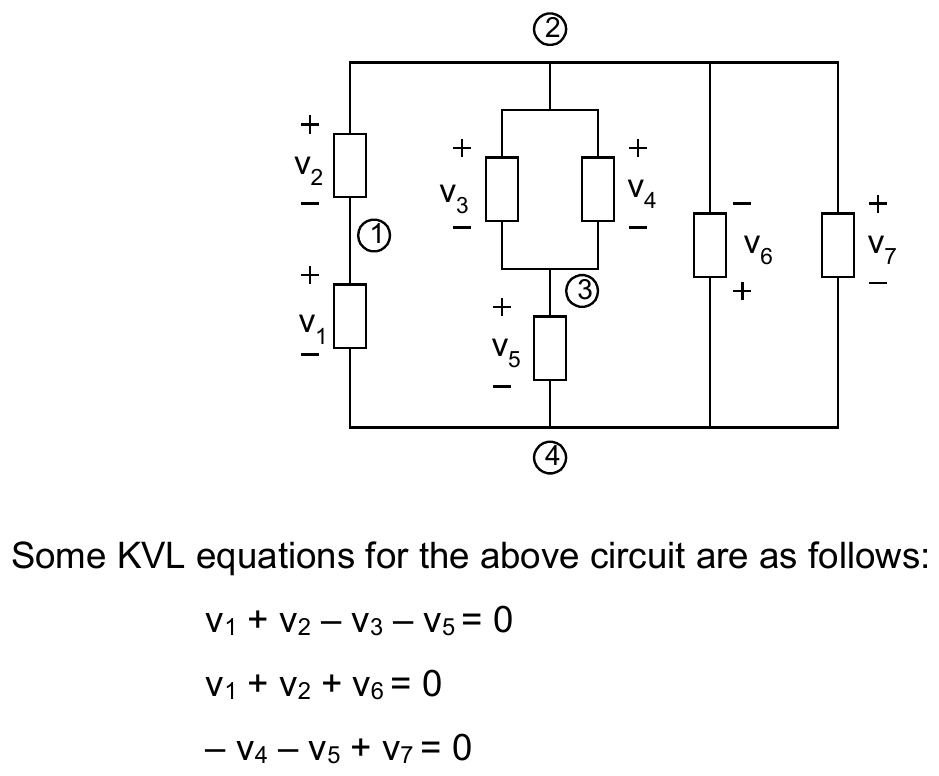 ②
+ + +
v₂ v₃ v₄ – v₆ + v₇
– – –
①
+ + –
v₁ – + v₅ –
③
④
Some KVL equations for the above circuit are as follows:
v₁ + v₂ – v₃ – v₅ = 0
v₁ + v₂ + v₆ = 0
– v₄ – v₅ + v₇ = 0